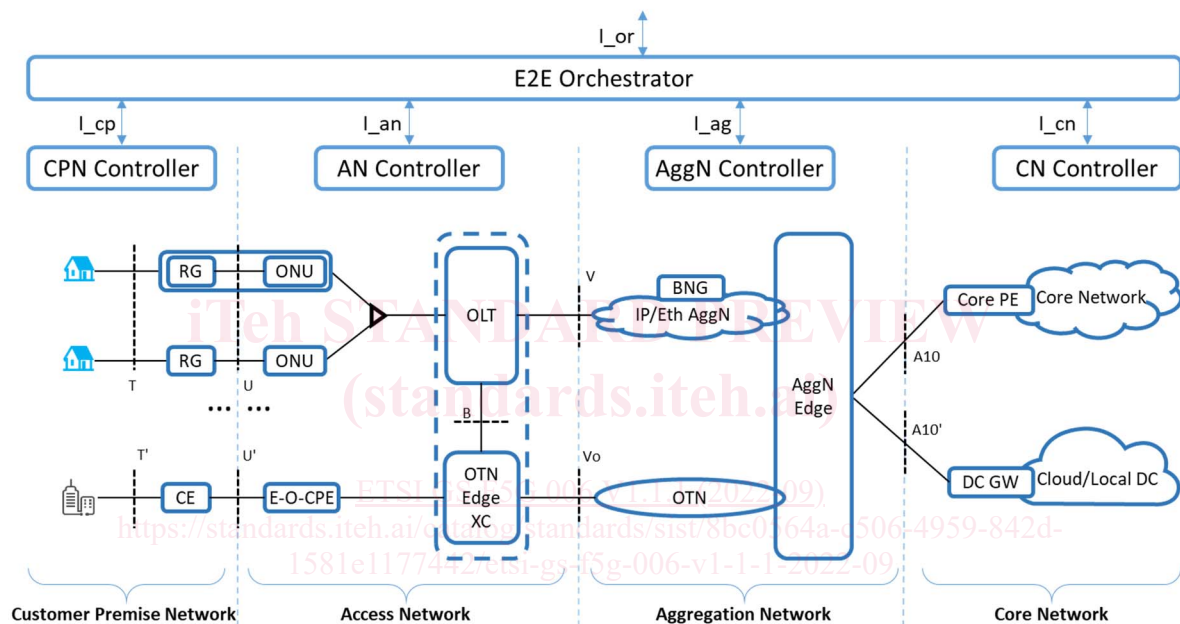 I_or
E2E Orchestrator
I_cp
I_an
I_ag
I_cn
CPN Controller
AN Controller
AggN Controller
CN Controller
RG
ONU
V
BNG
IP/Eth AggN
Core PE
Core Network
OLT
iTeh STANDARD PREVIEW
RG
ONU
T
U
A10
AggN
Edge
(standards.iteh.ai)
... ...
B
A10'
T'
U'
Vo
CE
E-O-CPE
OTN
Edge
XC
OTN
DC GW
Cloud/Local DC
ETSI GS F5G 006 V1.1.1 (2022-09)
https://standards.iteh.ai/catalog/standards/sist/8bc0564a-c506-4959-842d-
1581e1177442/etsi-gs-f5g-006-v1-1-1-2022-09
Customer Premise Network
Access Network
Aggregation Network
Core Network